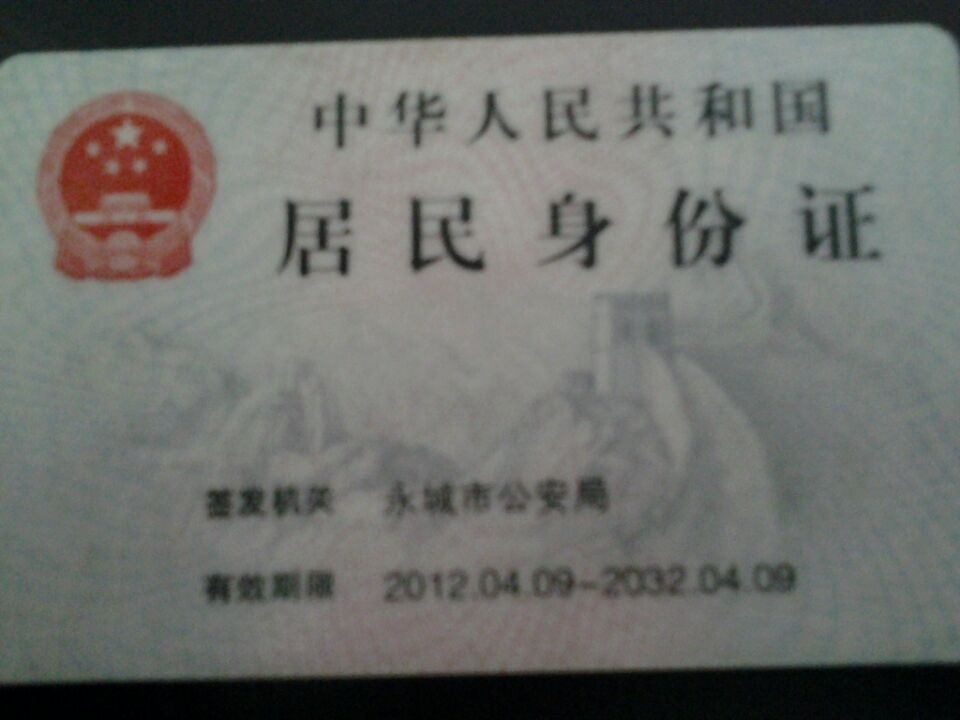 中华人民共和国
居民身份证
签发机关 永城市公安局
有效期限 2012.04.09-2032.04.09